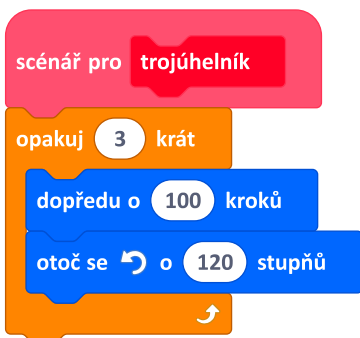 scénář pro trojúhelník
opakuj 3 krát
dopředu o 100 kroků
otoč se o 120 stupňů